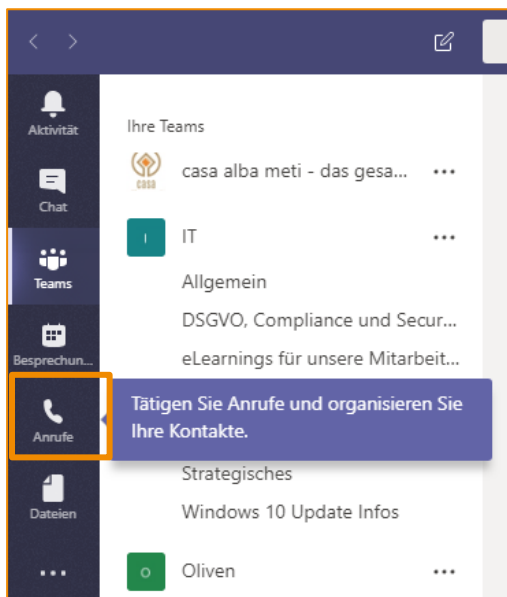 Aktivität
Chat
Teams
Besprechun...
Anrufe
Dateien
Ihre Teams
casa
casa alba meti - das gesa...
I
IT
Allgemein
DSGVO, Compliance und Secur...
eLearnings für unsere Mitarbeit...
Tätigen Sie Anrufe und organisieren Sie
Ihre Kontakte.
Strategisches
Windows 10 Update Infos
O
Oliven